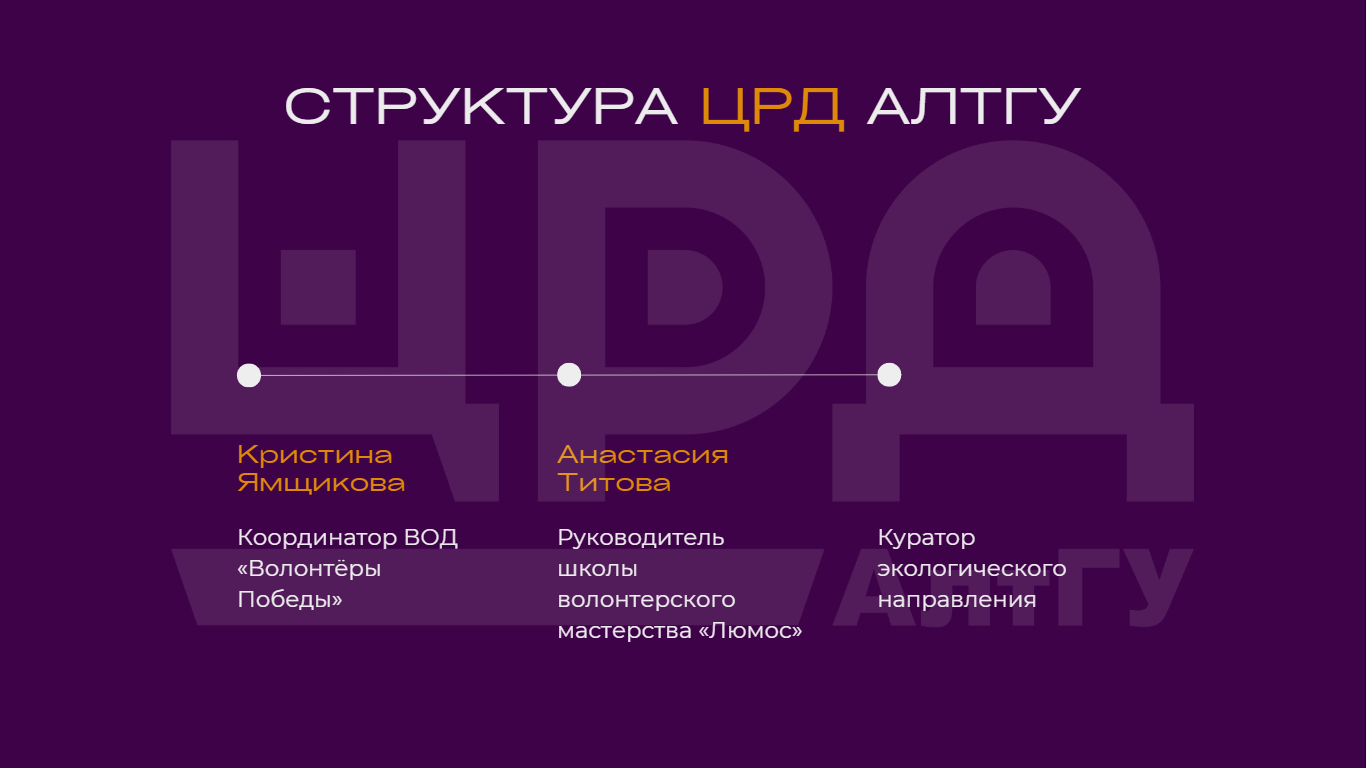 СТРУКТУРА ЦРД АЛТГУ
ЦРД
АлтГУ
Кристина
Ямщикова
Координатор ВОД
«Волонтёры
Победы»
Анастасия
Титова
Руководитель
школы
волонтерского
мастерства «Люмос»
Куратор
экологического
направления